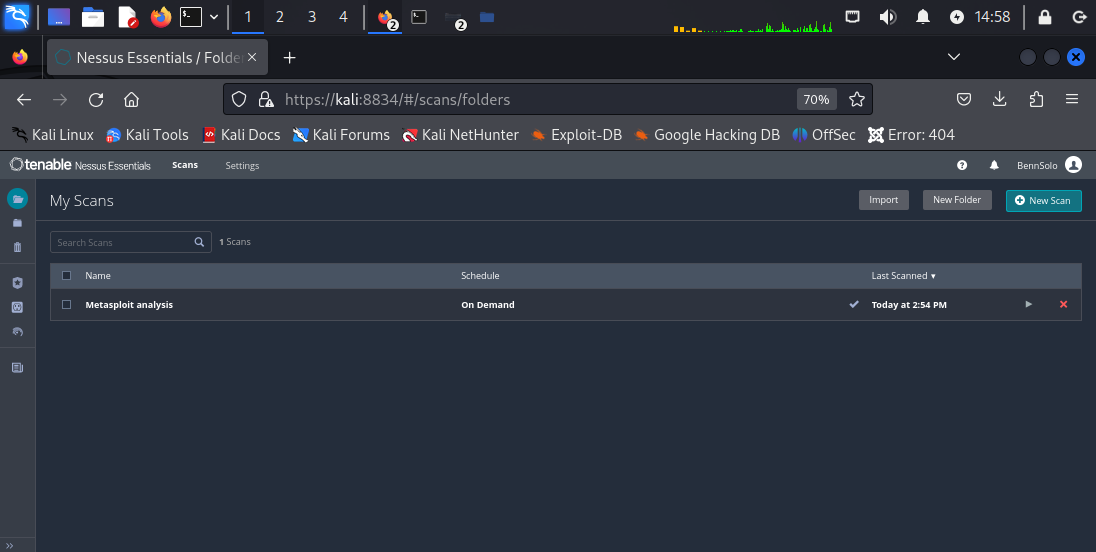 1 2 3 4 2 2 14:58
Nessus Essentials / Folde
https://kali:8834/#/scans/folders 70%
Kali Linux Kali Tools Kali Docs Kali Forums Kali NetHunter Exploit-DB Google Hacking DB OffSec Error: 404
tenable Nessus Essentials Scans Settings BennSolo
My Scans Import New Folder New Scan
Search Scans 1 Scans
Name Schedule Last Scanned
Metasploit analysis On Demand Today at 2:54 PM